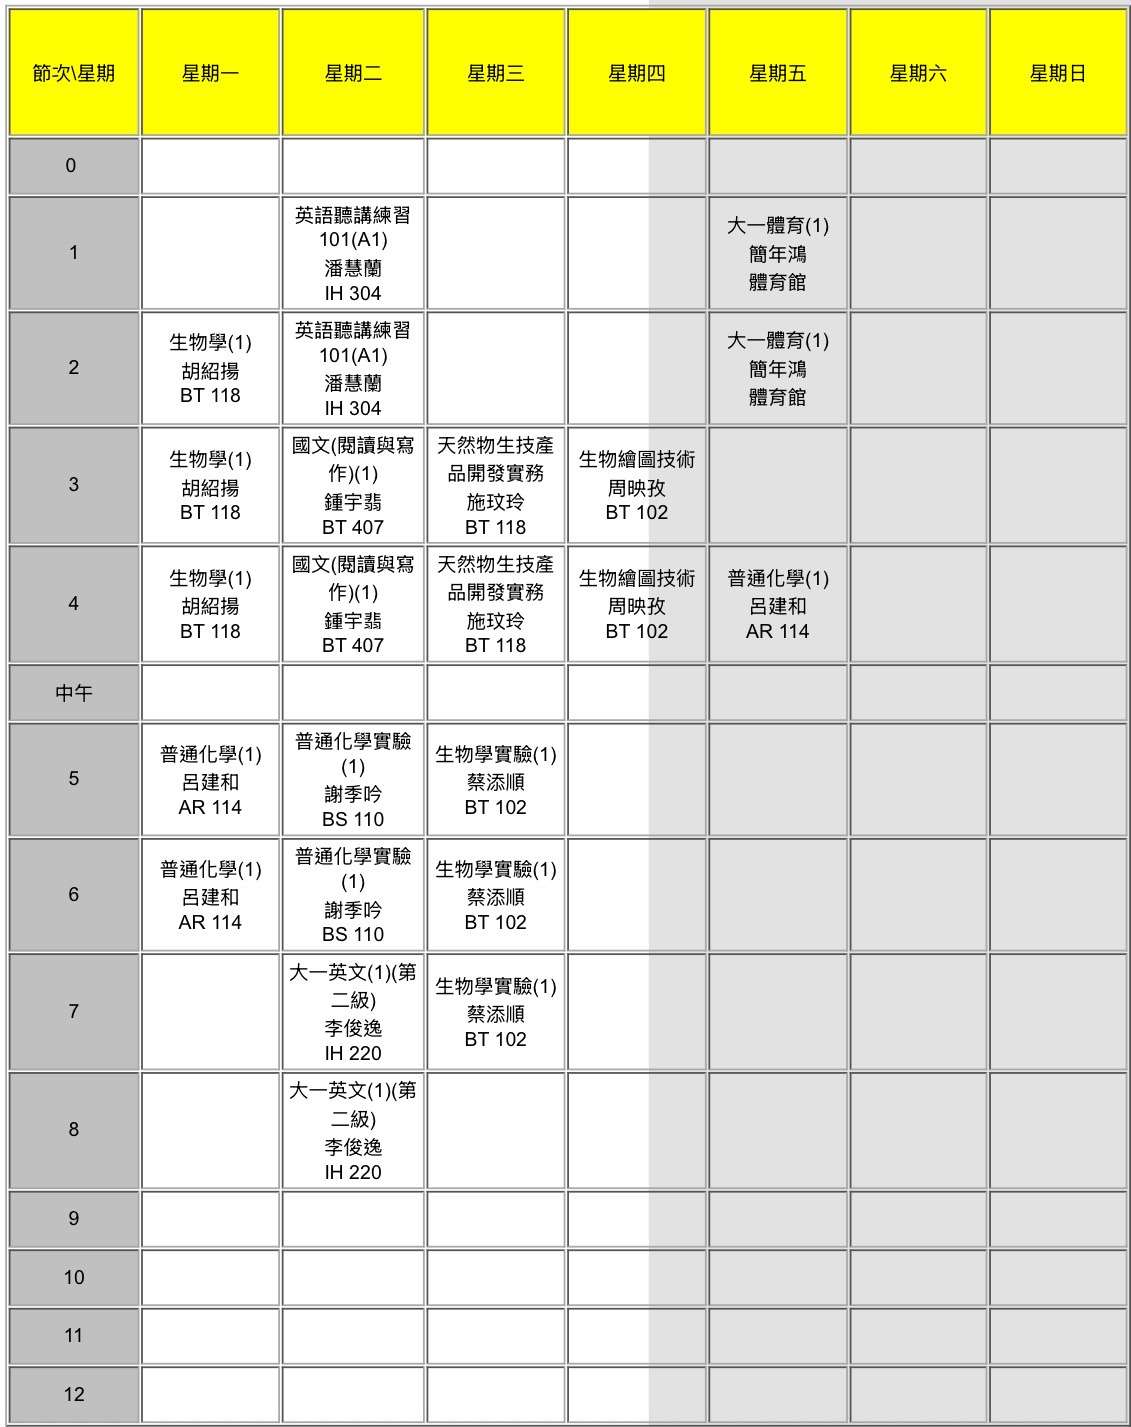 節次\星期 星期一 星期二 星期三 星期四 星期五 星期六 星期日
0
1
英語聽講練習
101(A1)
潘慧蘭
IH 304
大一體育(1)
簡年鴻
體育館
2
生物學(1)
胡紹揚
BT 118
英語聽講練習
101(A1)
潘慧蘭
IH 304
大一體育(1)
簡年鴻
體育館
3
生物學(1)
胡紹揚
BT 118
國文(閱讀與寫
作)(1)
鍾宇翡
BT 407
天然物生技產
品開發實務
施玟玲
BT 118
生物繪圖技術
周映孜
BT 102
4
生物學(1)
胡紹揚
BT 118
國文(閱讀與寫
作)(1)
鍾宇翡
BT 407
天然物生技產
品開發實務
施玟玲
BT 118
生物繪圖技術
周映孜
BT 102
普通化學(1)
呂建和
AR 114
中午
5
普通化學(1)
呂建和
AR 114
普通化學實驗
(1)
謝季吟
BS 110
生物學實驗(1)
蔡添順
BT 102
6
普通化學(1)
呂建和
AR 114
普通化學實驗
(1)
謝季吟
BS 110
生物學實驗(1)
蔡添順
BT 102
7
大一英文(1)(第
二級)
李俊逸
IH 220
生物學實驗(1)
蔡添順
BT 102
8
大一英文(1)(第
二級)
李俊逸
IH 220
9
10
11
12